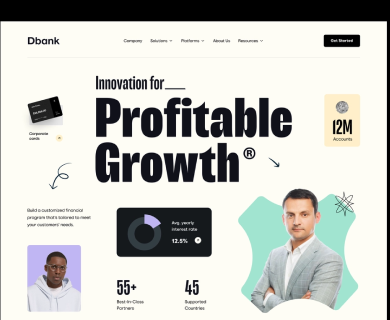 Dbank
Company Solutions Platforms About Us Resources
Get Started
Innovation for
Profitable
Growth®
Corporate
cards
12M
Accounts
Build a customized financial
program that's tailored to meet
your customers' needs.
Avg. yearly
interest rate
12.5%
55+
Best-In-Class
Partners
45
Supported
Countries